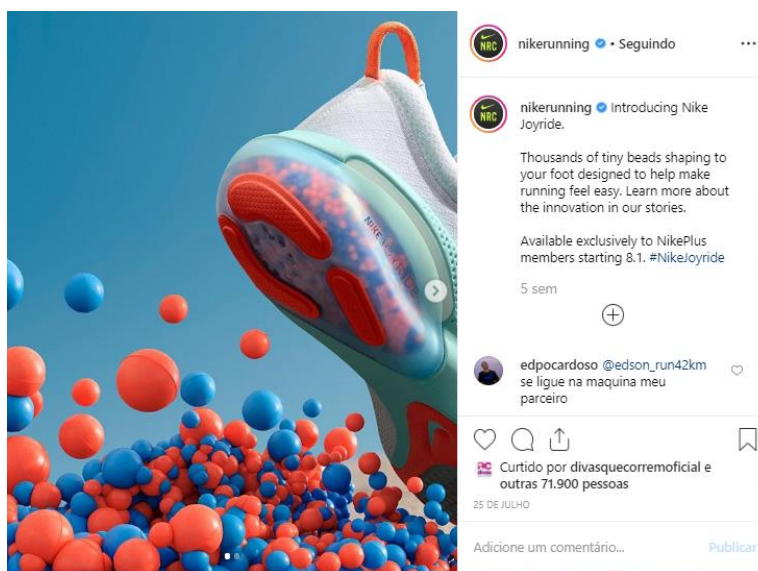 NRC
nikerunning • Seguindo
NRC
nikerunning Introducing Nike
Joyride.
Thousands of tiny beads shaping to
your foot designed to help make
running feel easy. Learn more about
the innovation in our stories.
Available exclusively to NikePlus
members starting 8.1. #NikeJoyride
5 sem
edpocardoso @edson_run42km
se ligue na maquina meu
parceiro
Curtido por divasquecorremoficial e
outras 71.900 pessoas
25 DE JULHO
Adicione um comentário...
Publicar
NIKE JOYRIDE